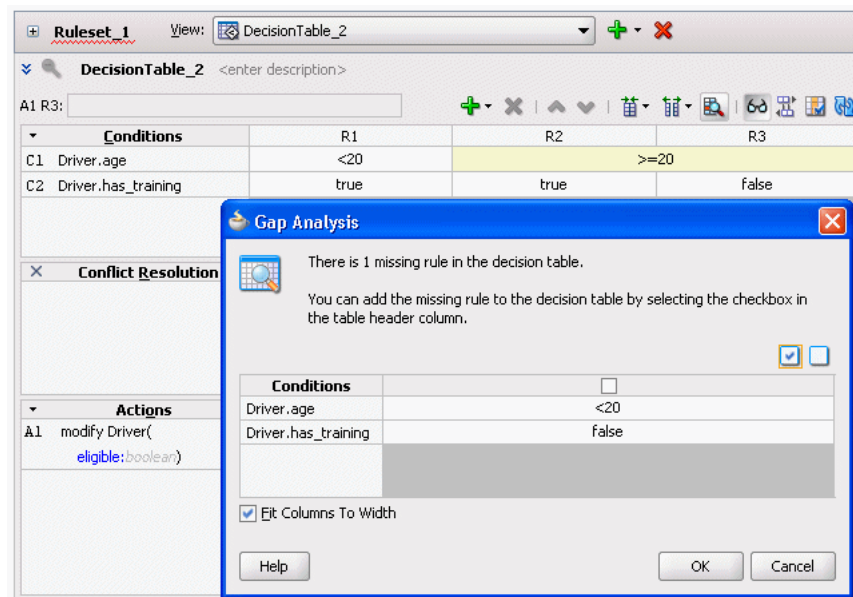 Ruleset_1 View: DecisionTable_2
DecisionTable_2 <enter description>
A1 R3:
Conditions R1 R2 R3
C1 Driver.age <20 >=20
C2 Driver.has_training true true false
Gap Analysis
There is 1 missing rule in the decision table.
You can add the missing rule to the decision table by selecting the checkbox in
the table header column.
Conflict Resolution
Conditions
Driver.age <20
Driver.has_training false
Actions
A1 modify Driver(
eligible:boolean)
Fit Columns To Width
Help OK Cancel